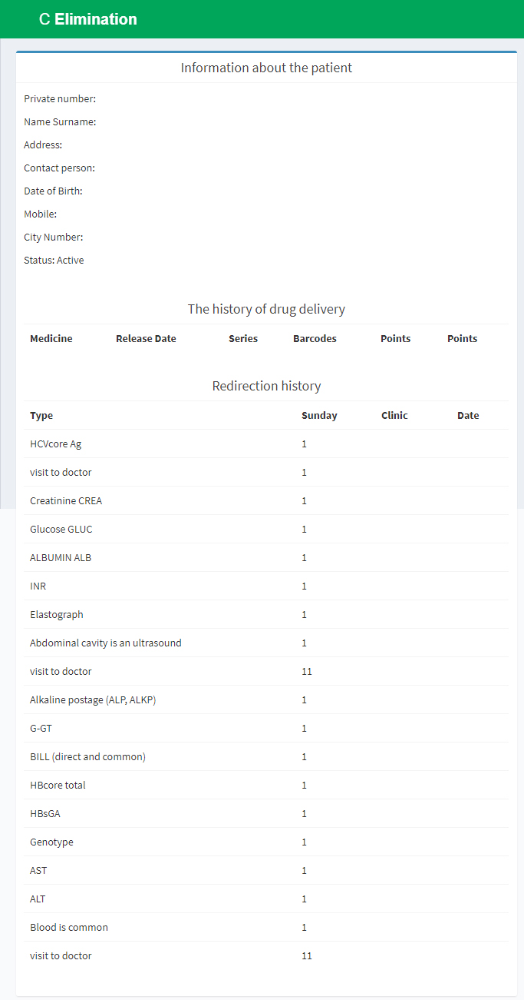 C Elimination
Information about the patient
Private number:
Name Surname:
Address:
Contact person:
Date of Birth:
Mobile:
City Number:
Status: Active
The history of drug delivery
Medicine Release Date Series Barcodes Points Points
Redirection history
Type Sunday Clinic Date
HCVcore Ag 1
visit to doctor 1
Creatinine CREA 1
Glucose GLUC 1
ALBUMIN ALB 1
INR 1
Elastograph 1
Abdominal cavity is an ultrasound 1
visit to doctor 11
Alkaline postage (ALP, ALKP) 1
G-GT 1
BILL (direct and common) 1
HBcore total 1
HBsGA 1
Genotype 1
AST 1
ALT 1
Blood is common 1
visit to doctor 11